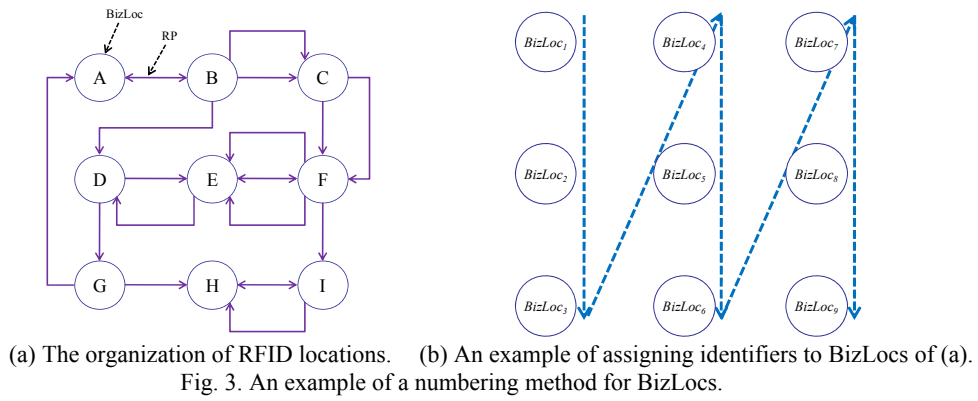 BizLoc
RP
A
B
C
D
E
F
G
H
I
BizLoc1
BizLoc4
BizLoc7
BizLoc2
BizLoc5
BizLoc8
BizLoc3
BizLoc6
BizLoc9
(a) The organization of RFID locations.
(b) An example of assigning identifiers to BizLocs of (a).
Fig. 3. An example of a numbering method for BizLocs.